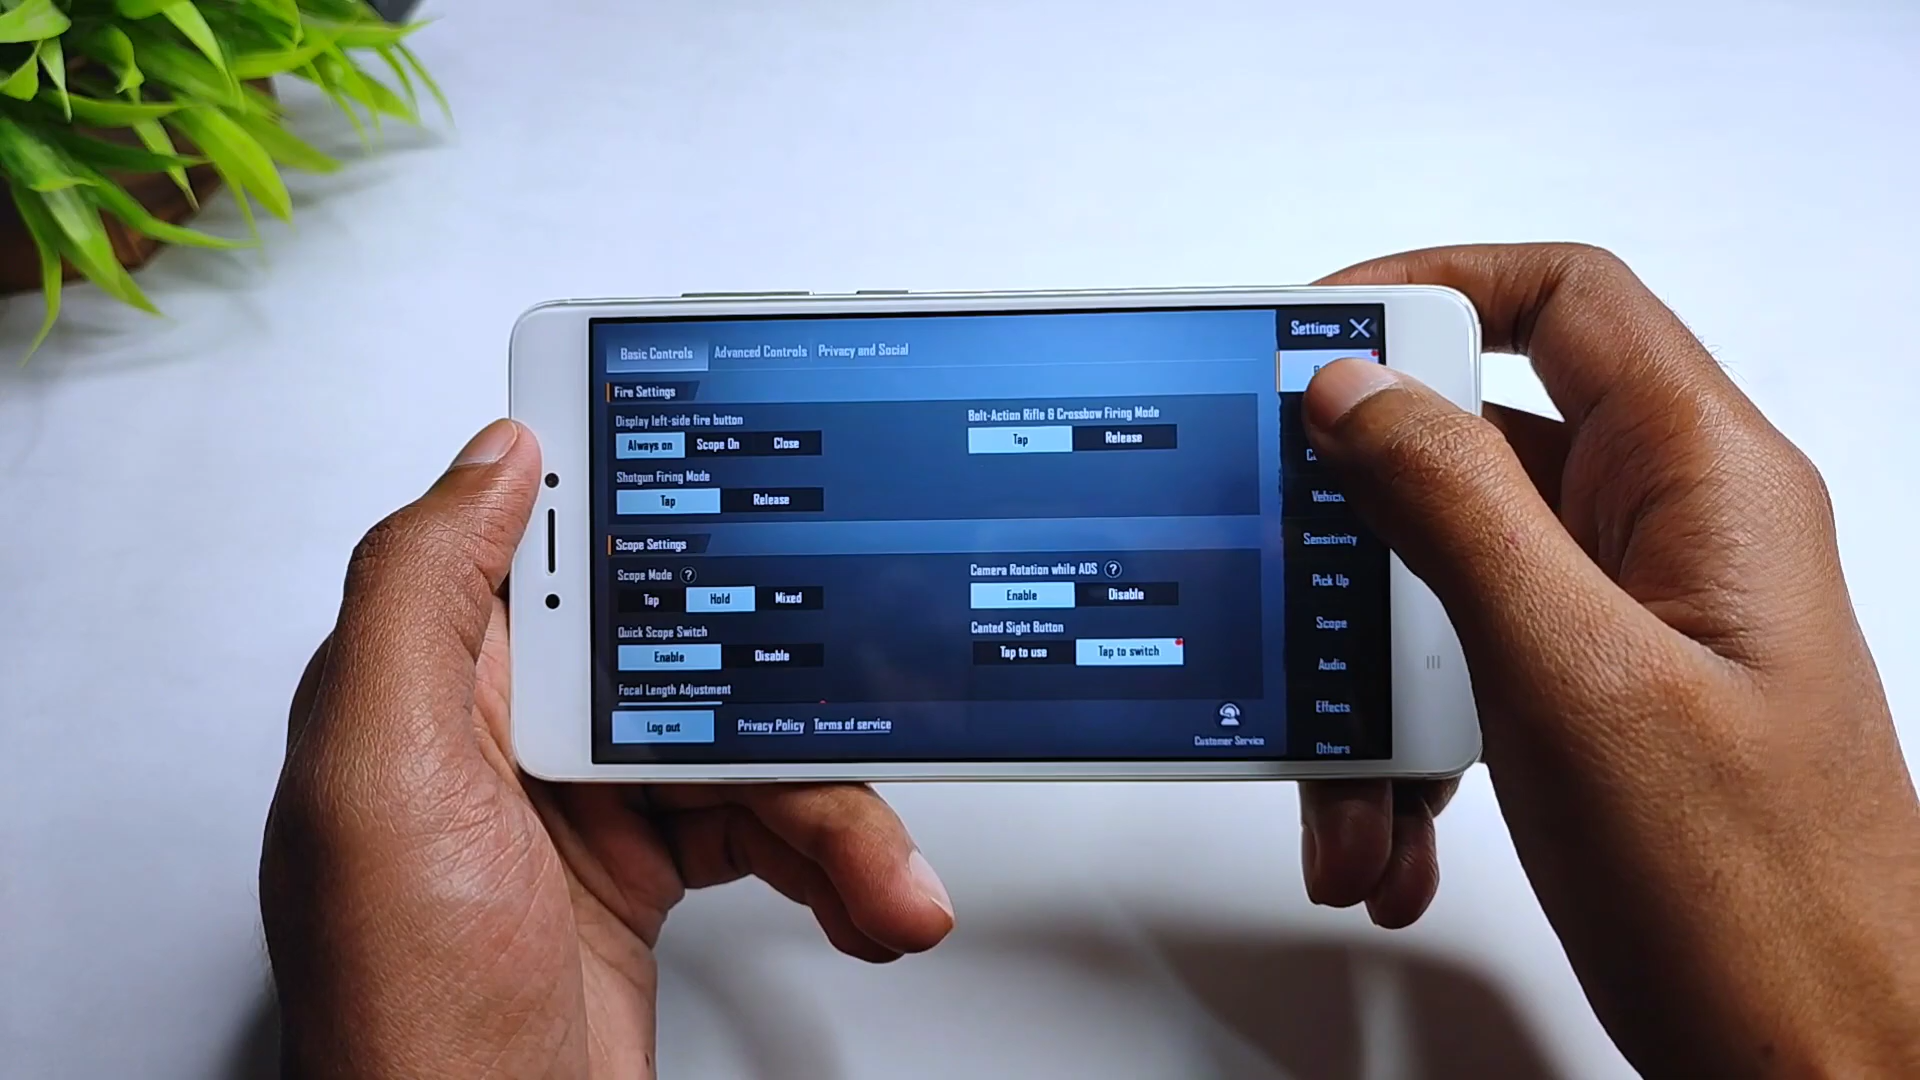 Settings
Basic Controls
Advanced Controls
Privacy and Social
Fire Settings
Display left-side fire button
Always on
Scope On
Close
Bolt-Action Rifle & Crossbow Firing Mode
Tap
Release
Shotgun Firing Mode
Tap
Release
Scope Settings
Scope Mode ?
Tap
Hold
Mixed
Camera Rotation while ADS ?
Enable
Disable
Quick Scope Switch
Enable
Disable
Canted Sight Button
Tap to use
Tap to switch
Focal Length Adjustment
Log out
Privacy Policy
Terms of service
Customer Service
Sensitivity
Pick Up
Scope
Audio
Effects
Others